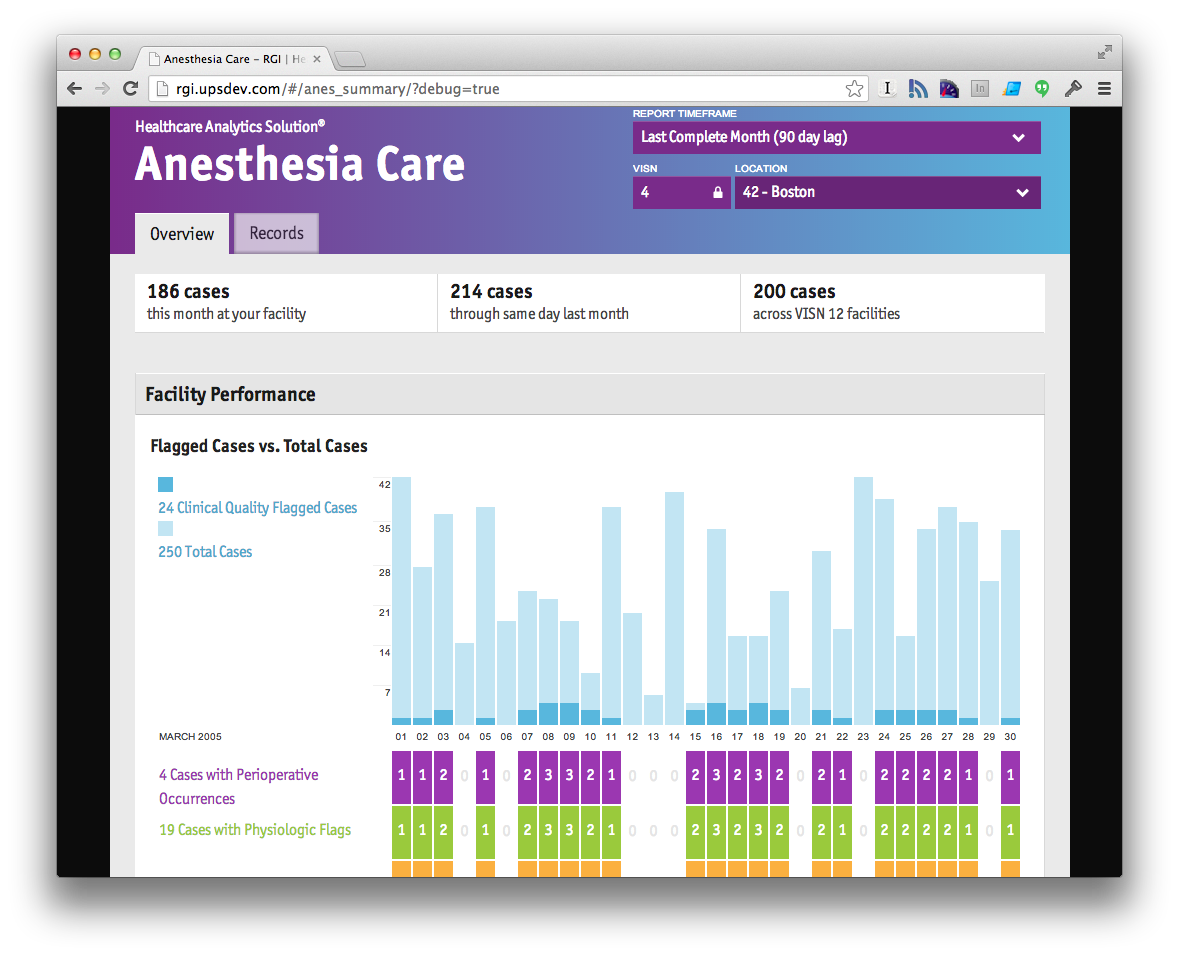 Anesthesia Care – RGI | He
rgi.upsdev.com/#/anes_summary/?debug=true
Healthcare Analytics Solution®
Anesthesia Care
REPORT TIMEFRAME
Last Complete Month (90 day lag)
VISN
LOCATION
4
42 - Boston
Overview
Records
186 cases
this month at your facility
214 cases
through same day last month
200 cases
across VISN 12 facilities
Facility Performance
Flagged Cases vs. Total Cases
24 Clinical Quality Flagged Cases
250 Total Cases
42
35
28
21
14
7
MARCH 2005
01 02 03 04 05 06 07 08 09 10 11 12 13 14 15 16 17 18 19 20 21 22 23 24 25 26 27 28 29 30
4 Cases with Perioperative
Occurrences
1 1 2 0 1 0 2 3 3 2 1 0 0 0 2 3 2 3 2 0 2 1 0 2 2 2 2 1 0 1
19 Cases with Physiologic Flags
1 1 2 0 1 0 2 3 3 2 1 0 0 0 2 3 2 3 2 0 2 1 0 2 2 2 2 1 0 1